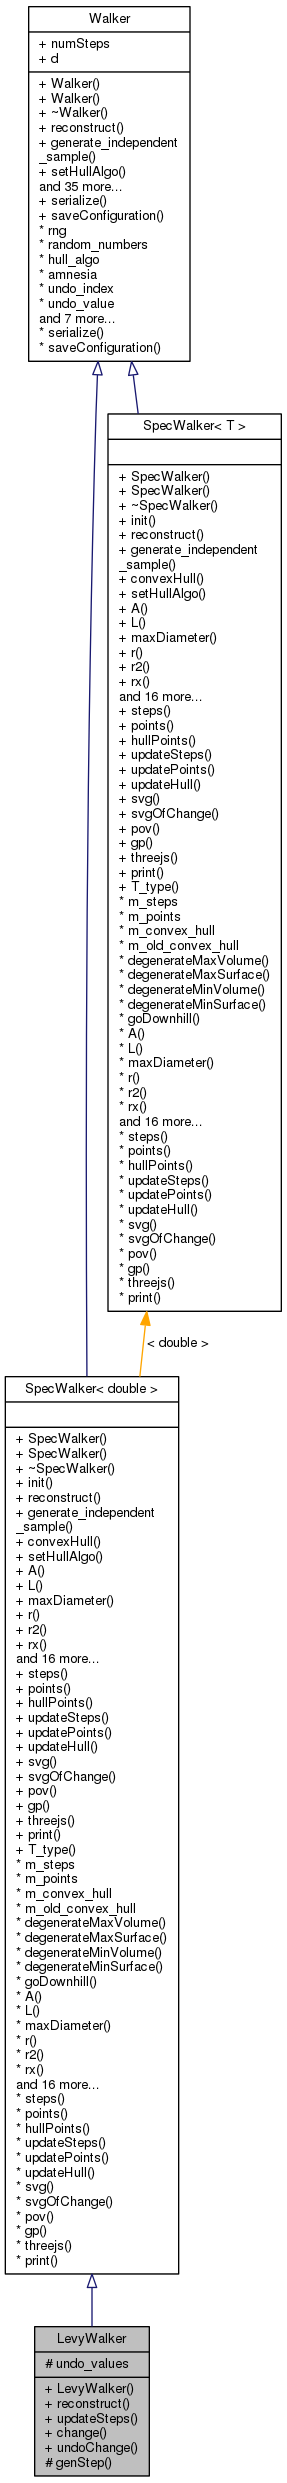 Walker
+ numSteps
+ d
+ Walker()
+ Walker()
+ ~Walker()
+ reconstruct()
+ generate_independent
_sample()
+ setHullAlgo()
and 35 more...
+ serialize()
+ saveConfiguration()
* rng
* random_numbers
* hull_algo
* amnesia
* undo_index
* undo_value
and 7 more...
* serialize()
* saveConfiguration()
SpecWalker< T >
+ SpecWalker()
+ SpecWalker()
+ ~SpecWalker()
+ init()
+ reconstruct()
+ generate_independent
_sample()
+ convexHull()
+ setHullAlgo()
+ A()
+ L()
+ maxDiameter()
+ r()
+ r2()
+ rx()
and 16 more...
+ steps()
+ points()
+ hullPoints()
+ updateSteps()
+ updatePoints()
+ updateHull()
+ svg()
+ svgOfChange()
+ pov()
+ gp()
+ threejs()
+ print()
+ T_type()
* m_steps
* m_points
* m_convex_hull
* m_old_convex_hull
* degenerateMaxVolume()
* degenerateMaxSurface()
* degenerateMinVolume()
* degenerateMinSurface()
* goDownhill()
* A()
* L()
* maxDiameter()
* r()
* r2()
* rx()
and 16 more...
* steps()
* points()
* hullPoints()
* updateSteps()
* updatePoints()
* updateHull()
* svg()
* svgOfChange()
* pov()
* gp()
* threejs()
* print()
< double >
SpecWalker< double >
+ SpecWalker()
+ SpecWalker()
+ ~SpecWalker()
+ init()
+ reconstruct()
+ generate_independent
_sample()
+ convexHull()
+ setHullAlgo()
+ A()
+ L()
+ maxDiameter()
+ r()
+ r2()
+ rx()
and 16 more...
+ steps()
+ points()
+ hullPoints()
+ updateSteps()
+ updatePoints()
+ updateHull()
+ svg()
+ svgOfChange()
+ pov()
+ gp()
+ threejs()
+ print()
+ T_type()
* m_steps
* m_points
* m_convex_hull
* m_old_convex_hull
* degenerateMaxVolume()
* degenerateMaxSurface()
* degenerateMinVolume()
* degenerateMinSurface()
* goDownhill()
* A()
* L()
* maxDiameter()
* r()
* r2()
* rx()
and 16 more...
* steps()
* points()
* hullPoints()
* updateSteps()
* updatePoints()
* updateHull()
* svg()
* svgOfChange()
* pov()
* gp()
* threejs()
* print()
LevyWalker
# undo_values
+ LevyWalker()
+ reconstruct()
+ updateSteps()
+ change()
+ undoChange()
# genStep()